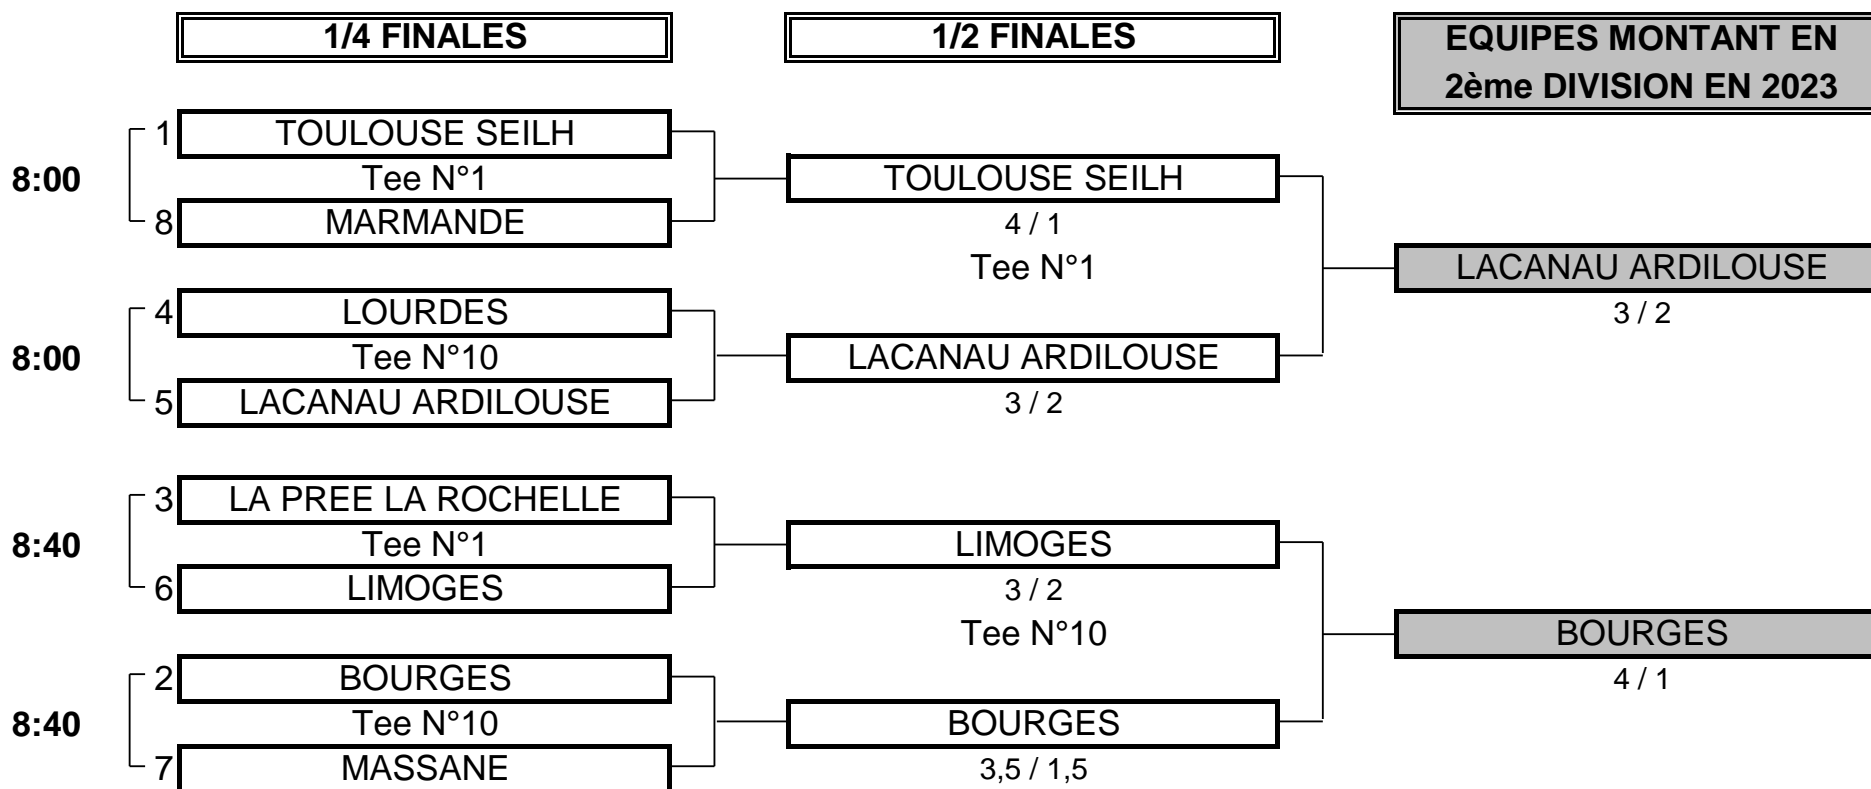 1/4 FINALES
1/2 FINALES
EQUIPES MONTANT EN
2ème DIVISION EN 2023
8:00
1 TOULOUSE SEILH
Tee N°1
8 MARMANDE
TOULOUSE SEILH
4 / 1
Tee N°1
LACANAU ARDILOUSE
3 / 2
8:00
4 LOURDES
Tee N°10
5 LACANAU ARDILOUSE
LACANAU ARDILOUSE
3 / 2
8:40
3 LA PREE LA ROCHELLE
Tee N°1
6 LIMOGES
LIMOGES
3 / 2
Tee N°10
BOURGES
4 / 1
8:40
2 BOURGES
Tee N°10
7 MASSANE
BOURGES
3,5 / 1,5